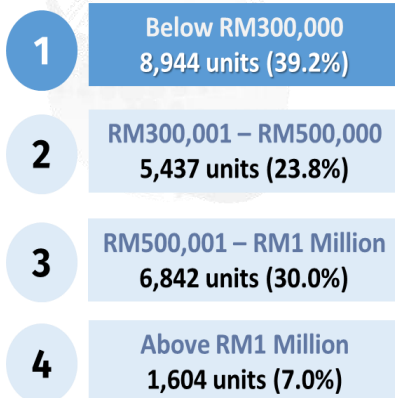 1
Below RM300,000
8,944 units (39.2%)
2
RM300,001 – RM500,000
5,437 units (23.8%)
3
RM500,001 – RM1 Million
6,842 units (30.0%)
4
Above RM1 Million
1,604 units (7.0%)